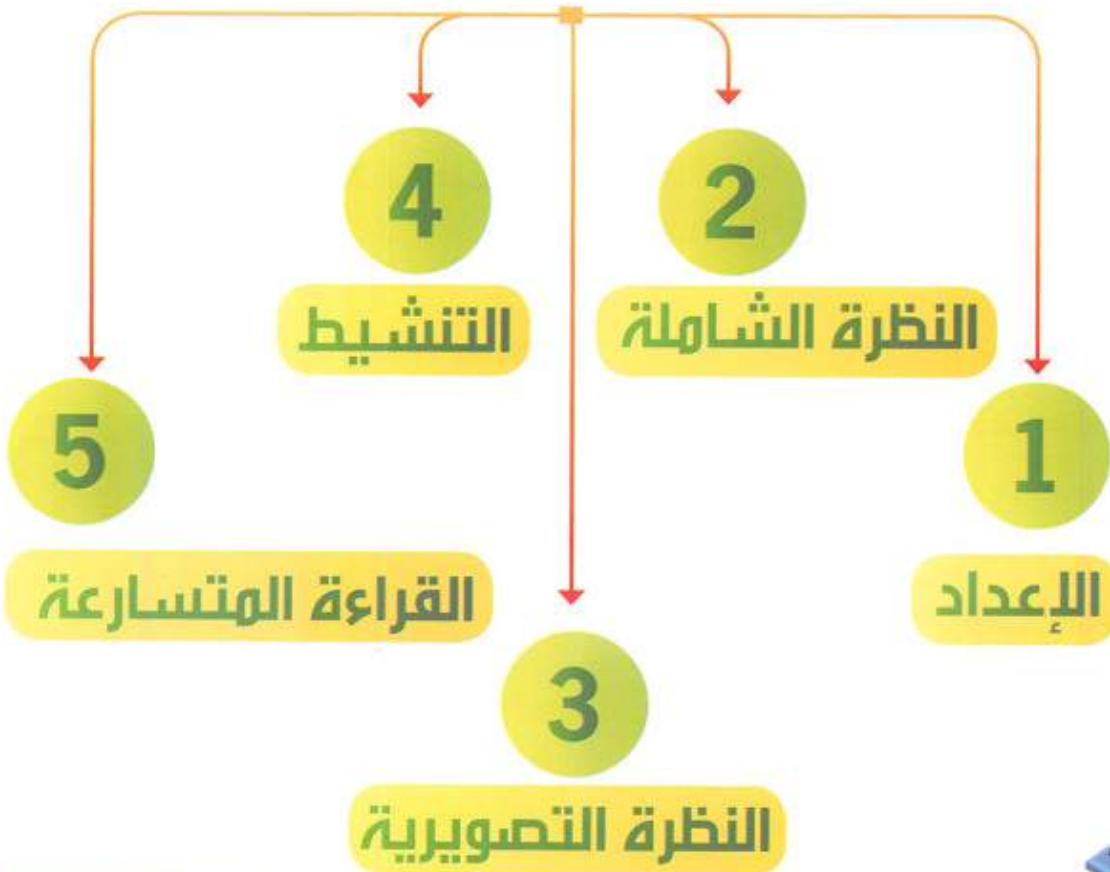 1
الإعداد
2
النظرة الشاملة
3
النظرة التصويرية
4
التنشيط
5
القراءة المتسارعة